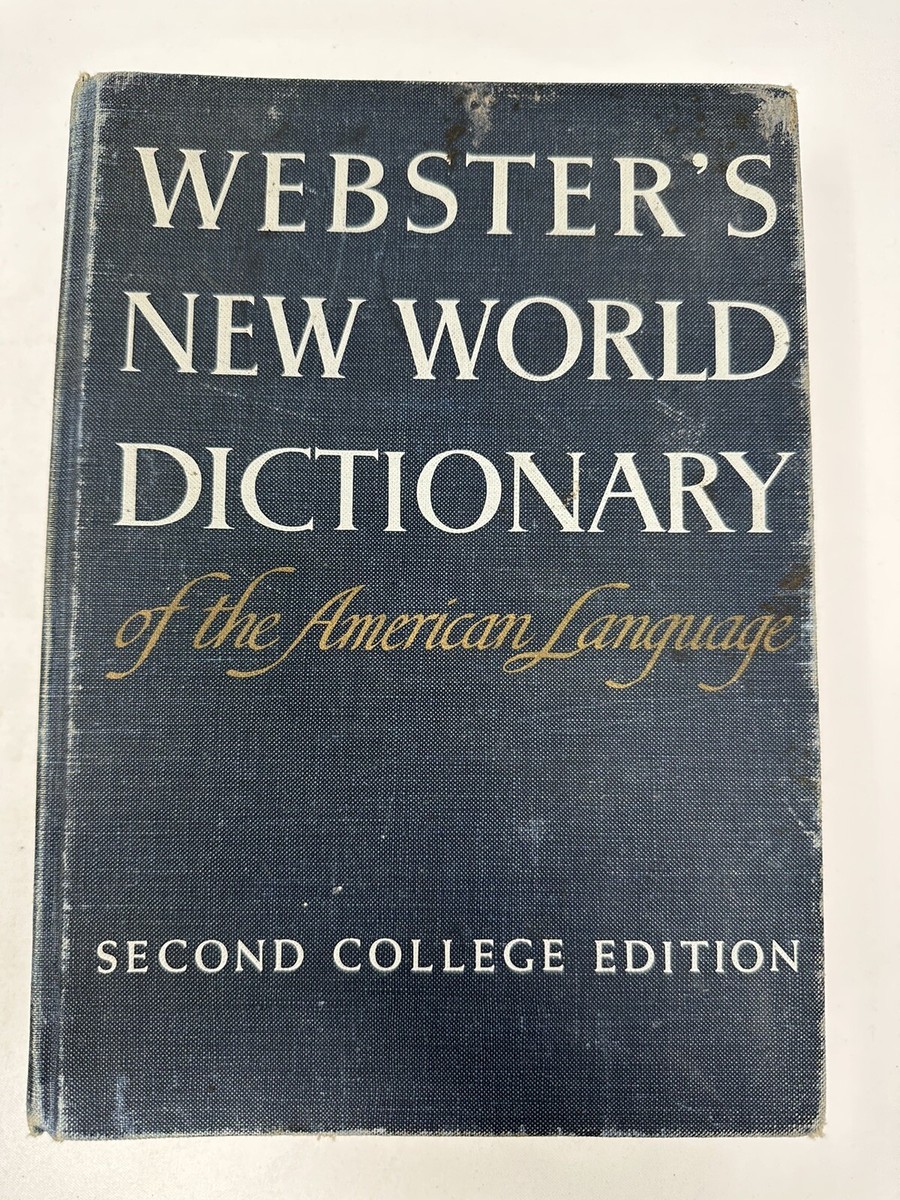 WEBSTER'S
NEW WORLD
DICTIONARY
of the American Language
SECOND COLLEGE EDITION